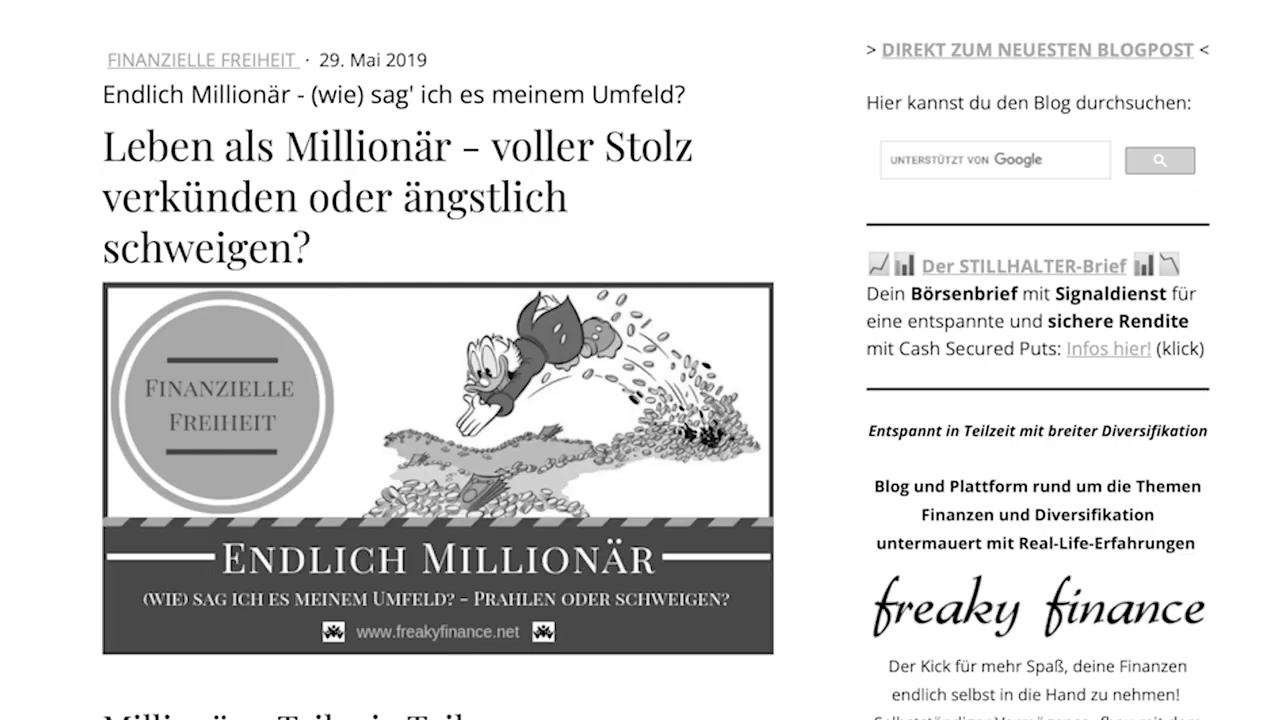 FINANZIELLE FREIHEIT · 29. Mai 2019
Endlich Millionär - (wie) sag' ich es meinem Umfeld?
Leben als Millionär - voller Stolz
verkünden oder ängstlich
schweigen?
FINANZIELLE
FREIHEIT
ENDLICH MILLIONÄR
(WIE) SAG ICH ES MEINEM UMFELD? - PRAHLEN ODER SCHWEIGEN?
www.freakyfinance.net
> DIREKT ZUM NEUESTEN BLOGPOST <
Hier kannst du den Blog durchsuchen:
UNTERSTÜTZT VON Google
Der STILLHALTER-Brief
Dein Börsenbrief mit Signaldienst für
eine entspannte und sichere Rendite
mit Cash Secured Puts: Infos hier! (klick)
Entspannt in Teilzeit mit breiter Diversifikation
Blog und Plattform rund um die Themen
Finanzen und Diversifikation
untermauert mit Real-Life-Erfahrungen
freaky finance
Der Kick für mehr Spaß, deine Finanzen
endlich selbst in die Hand zu nehmen!